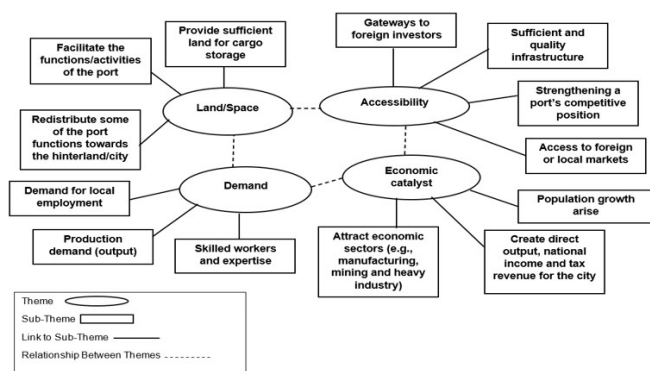 Facilitate the
functions/activities
of the port
Provide sufficient
land for cargo
storage
Gateways to
foreign investors
Sufficient and
quality
infrastructure
Redistribute some
of the port
functions towards
the hinterland/city
Land/Space
Accessibility
Strengthening a
port's competitive
position
Access to foreign
or local markets
Demand for local
employment
Demand
Economic
catalyst
Population growth
arise
Production
demand (output)
Skilled workers
and expertise
Attract economic
sectors (e.g.,
manufacturing,
mining and heavy
industry)
Create direct
output, national
income and tax
revenue for the
city
Theme
Sub-Theme
Link to Sub-Theme
Relationship Between Themes